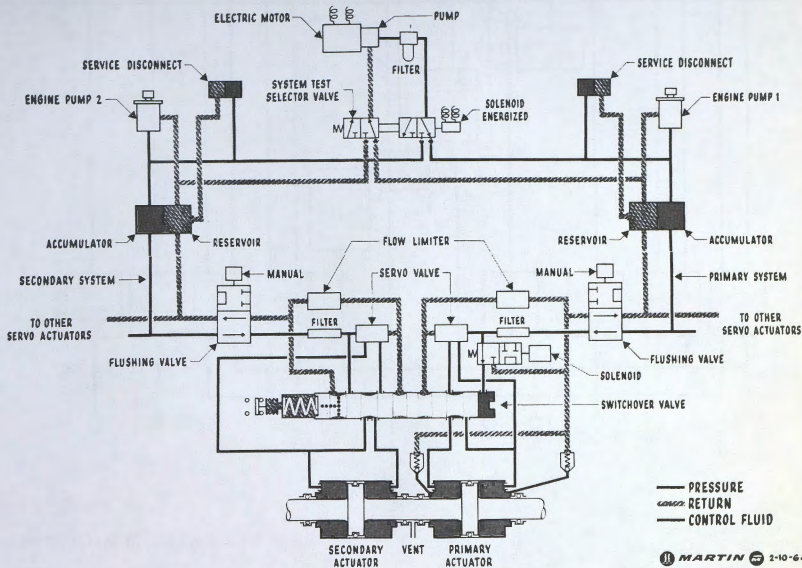 ELECTRIC MOTOR
PUMP
SERVICE DISCONNECT
FILTER
SERVICE DISCONNECT
ENGINE PUMP 2
SYSTEM TEST
SELECTOR VALVE
SOLENOID
ENERGIZED
ENGINE PUMP 1
ACCUMULATOR
RESERVOIR
RESERVOIR
ACCUMULATOR
FLOW LIMITER
SECONDARY SYSTEM
MANUAL
SERVO VALVE
MANUAL
PRIMARY SYSTEM
TO OTHER
SERVO ACTUATORS
FILTER
FILTER
TO OTHER
SERVO ACTUATORS
FLUSHING VALVE
FLUSHING VALVE
SOLENOID
SWITCHOVER VALVE
PRESSURE
RETURN
CONTROL FLUID
SECONDARY
ACTUATOR
VENT
PRIMARY
ACTUATOR
MARTIN